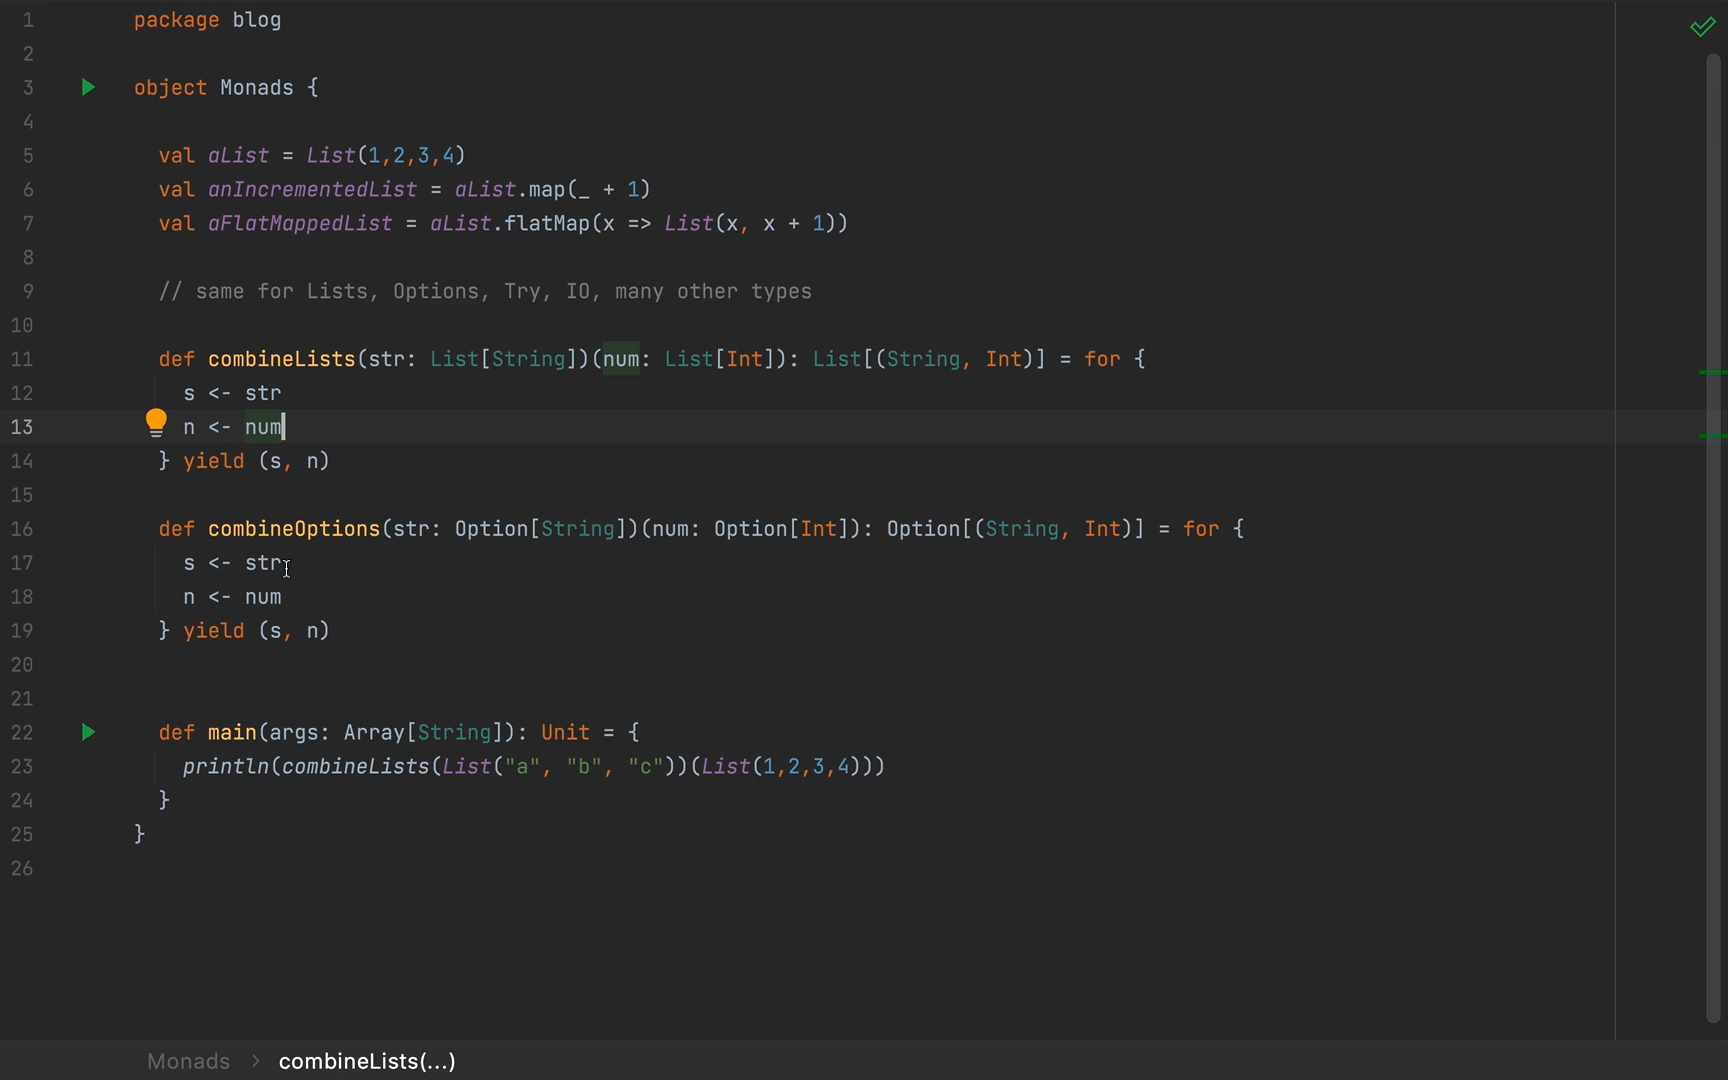 1 package blog
2
3 object Monads {
4
5 val aList = List(1,2,3,4)
6 val anIncrementedList = aList.map(_ + 1)
7 val aFlatMappedList = aList.flatMap(x => List(x, x + 1))
8
9 // same for Lists, Options, Try, IO, many other types
10
11 def combineLists(str: List[String])(num: List[Int]): List[(String, Int)] = for {
12 s <- str
13 n <- num
14 } yield (s, n)
15
16 def combineOptions(str: Option[String])(num: Option[Int]): Option[(String, Int)] = for {
17 s <- str
18 n <- num
19 } yield (s, n)
20
21
22 def main(args: Array[String]): Unit = {
23 println(combineLists(List("a", "b", "c"))(List(1,2,3,4)))
24 }
25 }
26
Monads > combineLists(...)